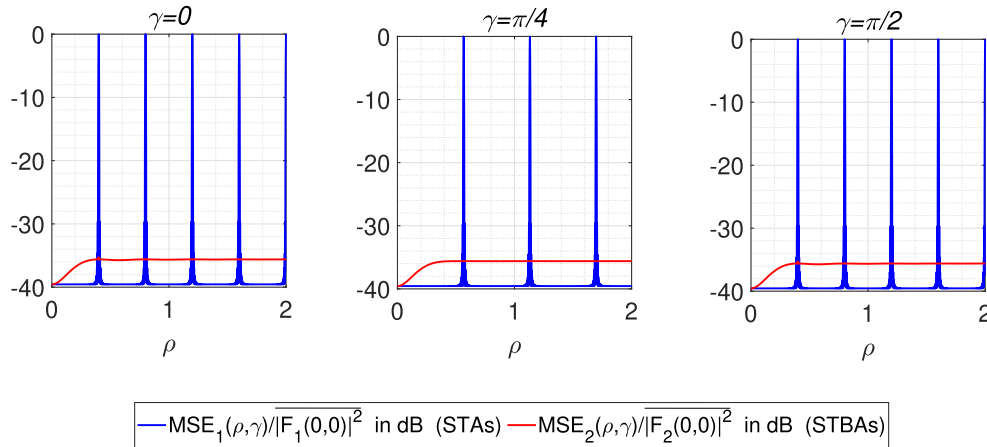 γ=0 γ=π/4 γ=π/2
0 0 0
-10 -10 -10
-20 -20 -20
-30 -30 -30
-40 -40 -40
0 1 2 0 1 2 0 1 2
ρ ρ ρ
MSE₁(ρ,γ)/|F₁(0,0)|² in dB (STAs) MSE₂(ρ,γ)/|F₂(0,0)|² in dB (STBAs)